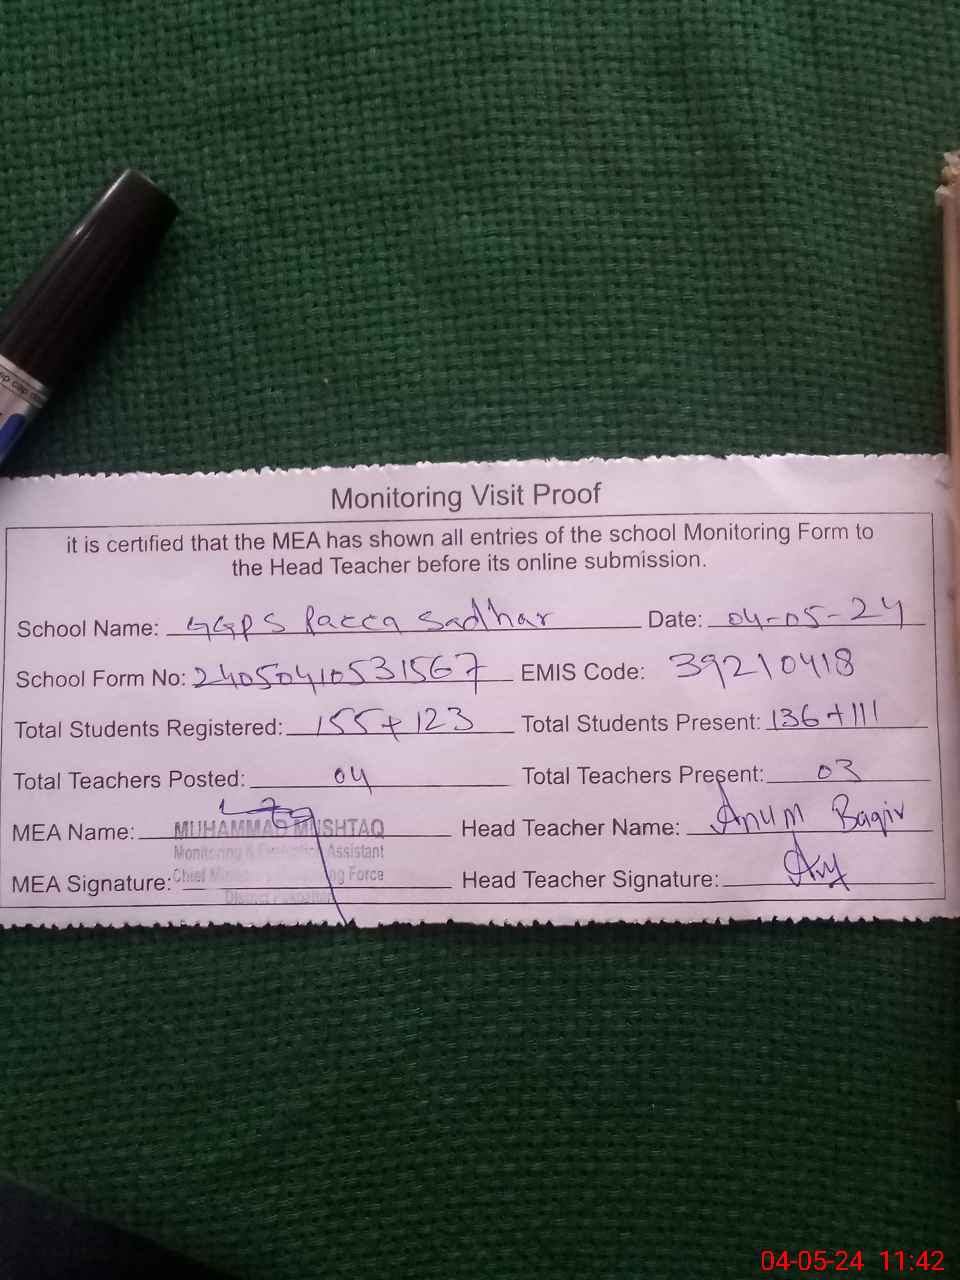 Monitoring Visit Proof
it is certified that the MEA has shown all entries of the school Monitoring Form to
the Head Teacher before its online submission.
School Name: GGPS Pacca Sadhar Date: 04-05-24
School Form No: 24050410531567 EMIS Code: 39210418
Total Students Registered: 155+123 Total Students Present: 136+111
Total Teachers Posted: 04 Total Teachers Present: 03
MEA Name: MUHAMMAD MUSHTAQ Head Teacher Name: Anum Baqir
Monitoring & Evaluation Assistant
MEA Signature: Chief Force Head Teacher Signature:
District
04-05-24 11:42